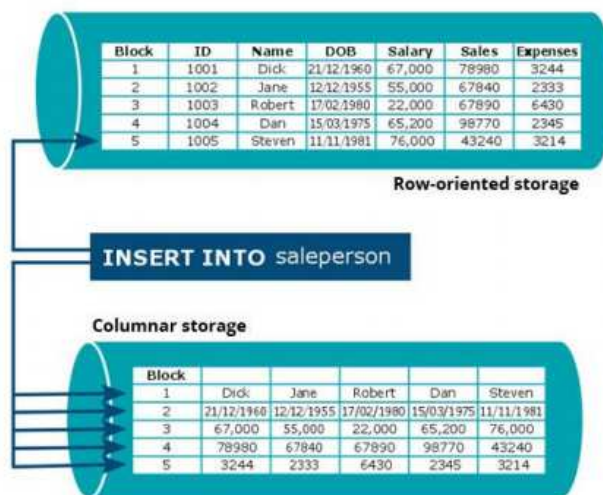 Block ID Name DOB Salary Sales Expenses
1 1001 Dick 21/12/1960 67,000 78980 3244
2 1002 Jane 12/12/1955 55,000 67840 2333
3 1003 Robert 17/02/1980 22,000 67890 6430
4 1004 Dan 15/03/1975 65,200 98770 2345
5 1005 Steven 11/11/1981 76,000 43240 3214
Row-oriented storage
INSERT INTO saleperson
Columnar storage
Block
1 Dick Jane Robert Dan Steven
2 21/12/1960 12/12/1955 17/02/1980 15/03/1975 11/11/1981
3 67,000 55,000 22,000 65,200 76,000
4 78980 67840 67890 98770 43240
5 3244 2333 6430 2345 3214